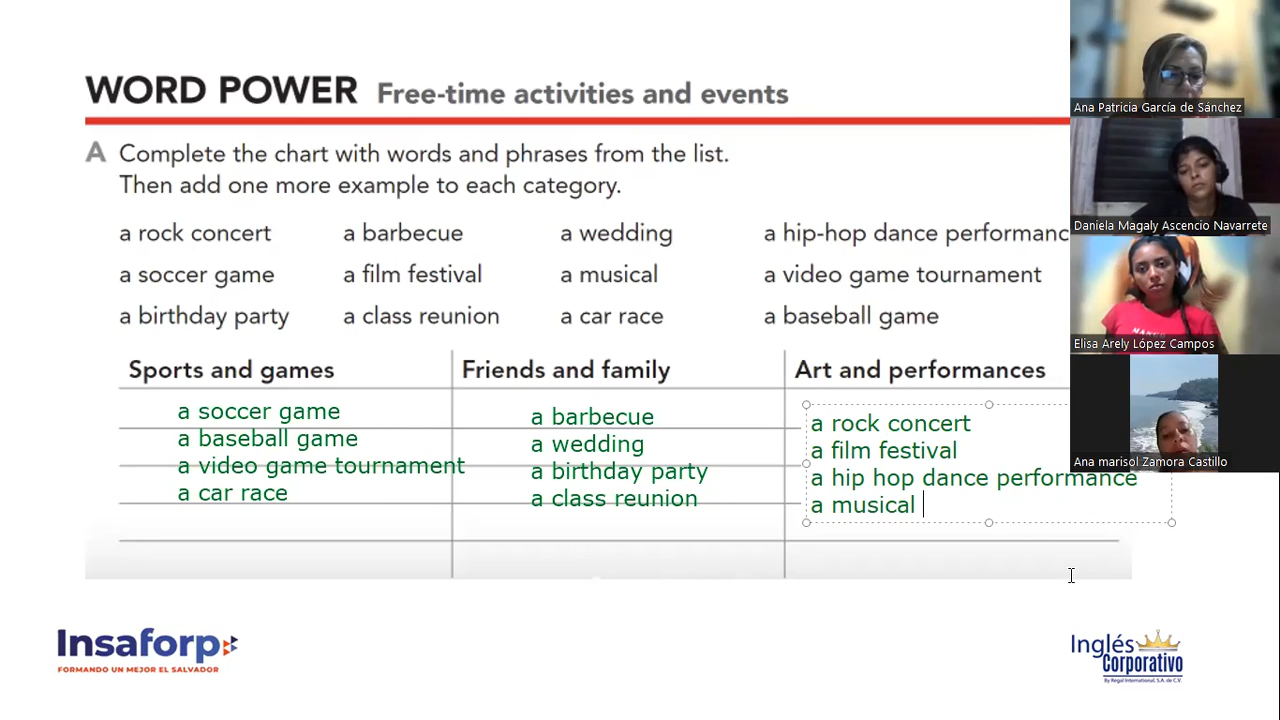 WORD POWER Free-time activities and events
A Complete the chart with words and phrases from the list.
Then add one more example to each category.
a rock concert a barbecue a wedding a hip-hop dance performanc
a soccer game a film festival a musical a video game tournament
a birthday party a class reunion a car race a baseball game
Sports and games Friends and family Art and performances
a soccer game
a baseball game
a video game tournament
a car race
a barbecue
a wedding
a birthday party
a class reunion
a rock concert
a film festival
a hip hop dance performance
a musical
Insaforp
FORMANDO UN MEJOR EL SALVADOR
Inglés
Corporativo
By Regal International, S.A. de C.V.
Ana Patricia García de Sánchez
Daniela Magaly Ascencio Navarrete
Elisa Arely López Campos
Ana marisol Zamora Castillo